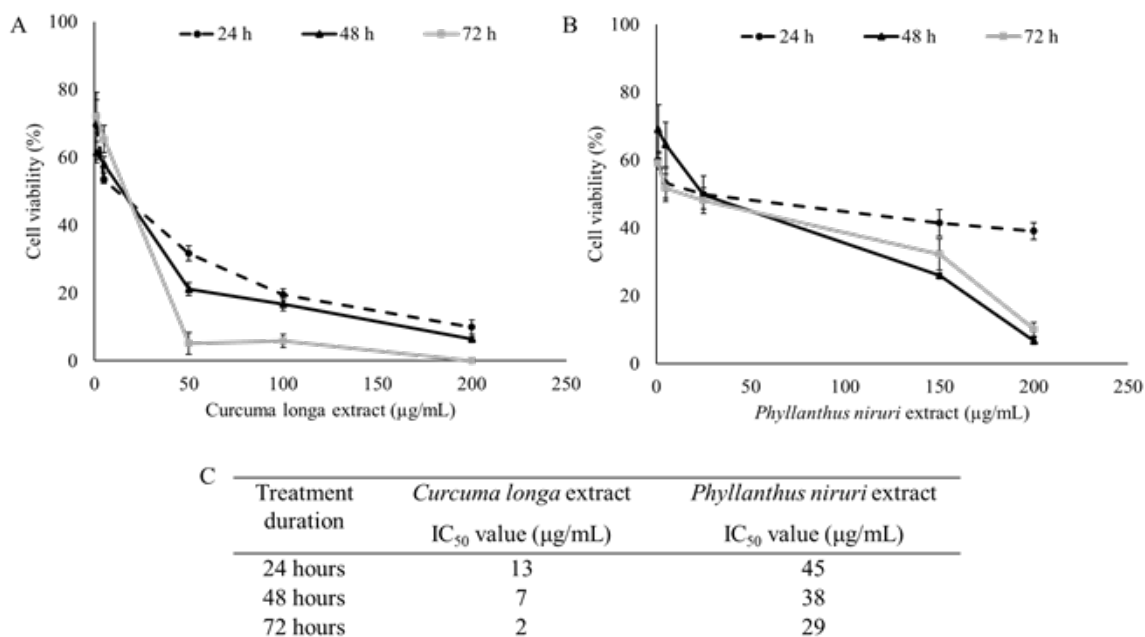 A
24 h 48 h 72 h
100
80
60
40
20
0
Cell viability (%)
0 50 100 150 200 250
Curcuma longa extract (µg/mL)
B
24 h 48 h 72 h
100
80
60
40
20
0
Cell viability (%)
0 50 100 150 200 250
Phyllanthus niruri extract (µg/mL)
C
Treatment duration Curcuma longa extract Phyllanthus niruri extract
IC50 value (µg/mL) IC50 value (µg/mL)
24 hours 13 45
48 hours 7 38
72 hours 2 29